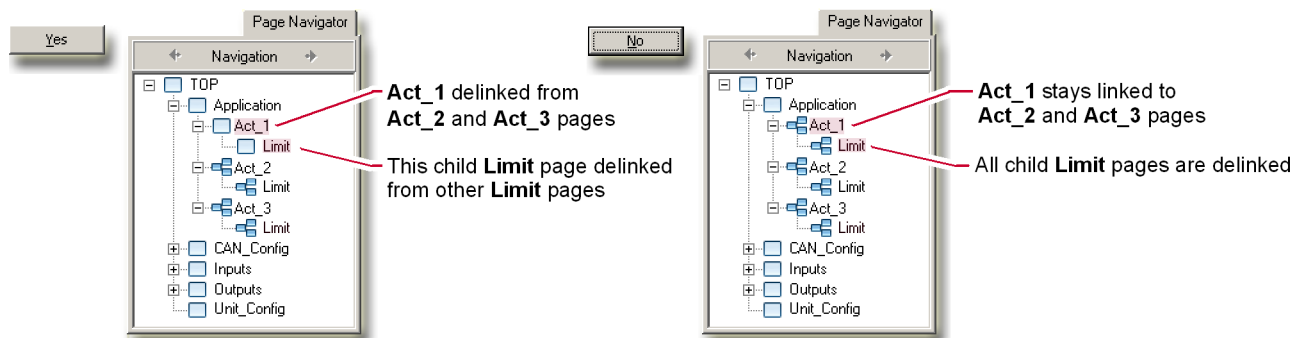 Yes
Page Navigator
Navigation
TOP
Application
Act_1
Limit
Act_2
Limit
Act_3
Limit
CAN_Config
Inputs
Outputs
Unit_Config
Act_1 delinked from
Act_2 and Act_3 pages
This child Limit page delinked
from other Limit pages
No
Page Navigator
Navigation
TOP
Application
Act_1
Limit
Act_2
Limit
Act_3
Limit
CAN_Config
Inputs
Outputs
Unit_Config
Act_1 stays linked to
Act_2 and Act_3 pages
All child Limit pages are delinked